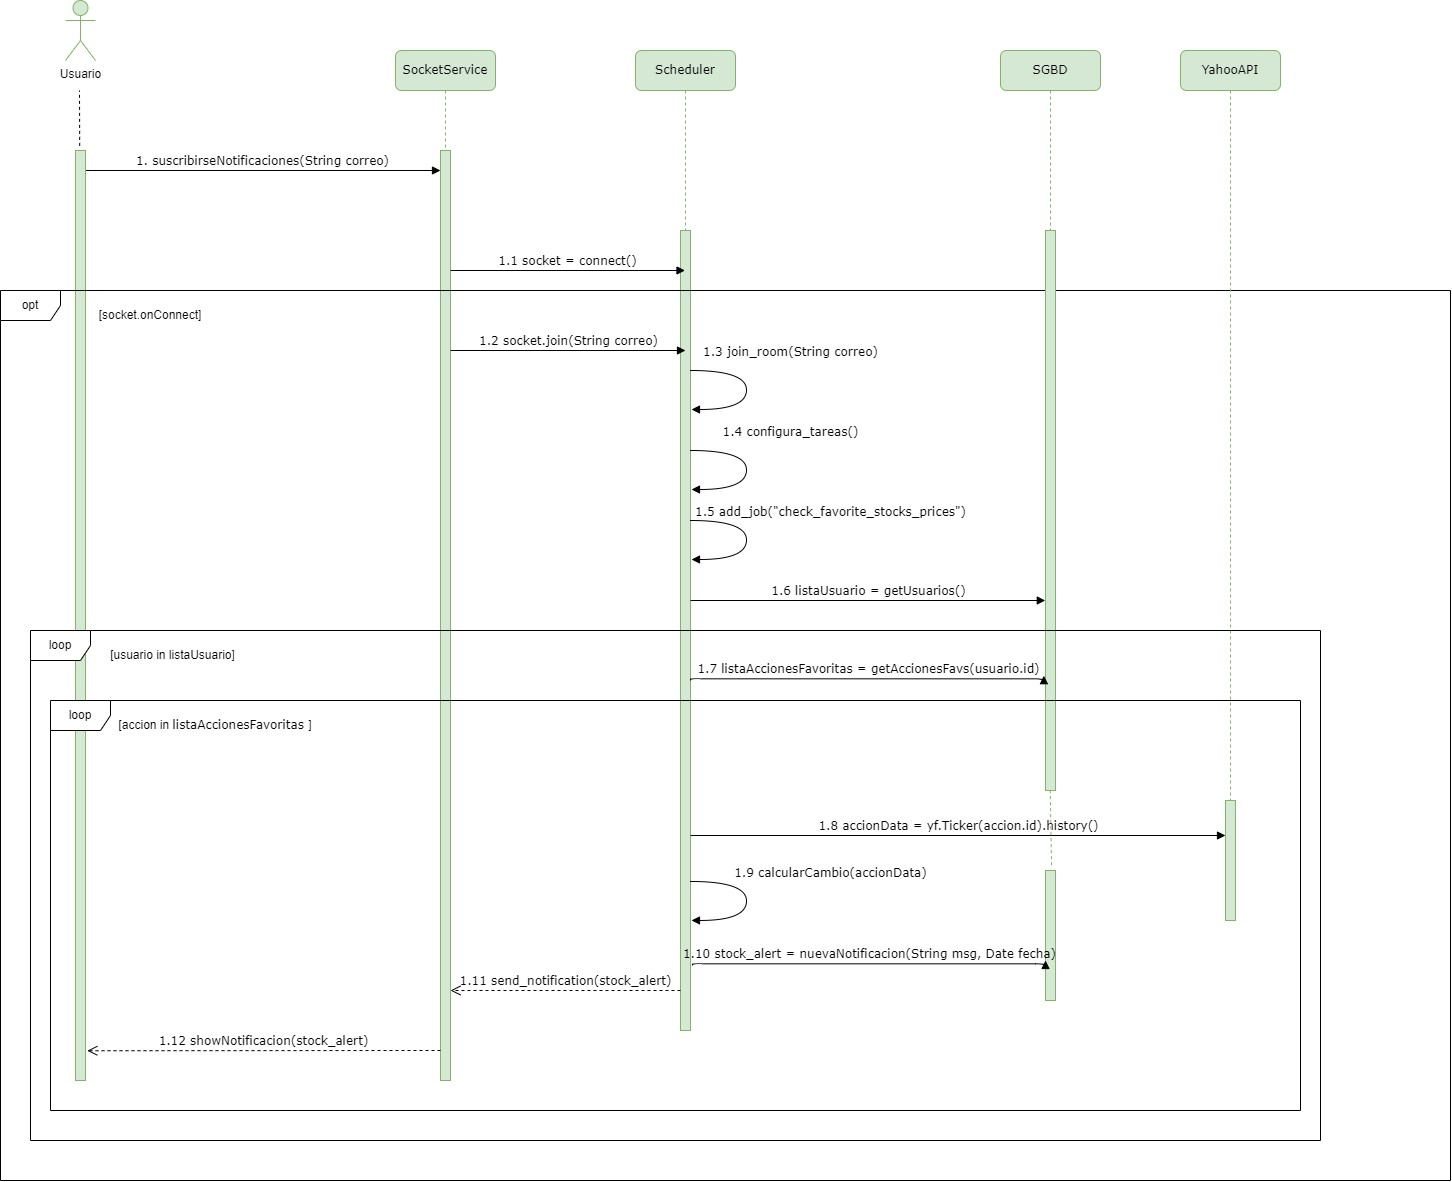 Usuario
SocketService
Scheduler
SGBD
YahooAPI
1. suscribirseNotificaciones(String correo)
1.1 socket = connect()
opt
[socket.onConnect]
1.2 socket.join(String correo)
1.3 join_room(String correo)
1.4 configura_tareas()
1.5 add_job("check_favorite_stocks_prices")
1.6 listaUsuario = getUsuarios()
loop
[usuario in listaUsuario]
1.7 listaAccionesFavoritas = getAccionesFavs(usuario.id)
loop
[accion in listaAccionesFavoritas ]
1.8 accionData = yf.Ticker(accion.id).history()
1.9 calcularCambio(accionData)
1.10 stock_alert = nuevaNotificacion(String msg, Date fecha)
1.11 send_notification(stock_alert)
1.12 showNotificacion(stock_alert)